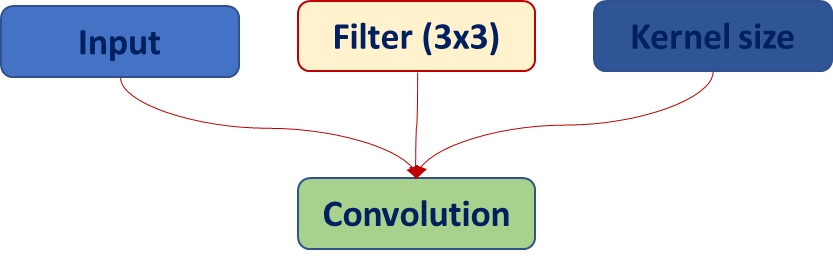 Input
Filter (3x3)
Kernel size
Convolution